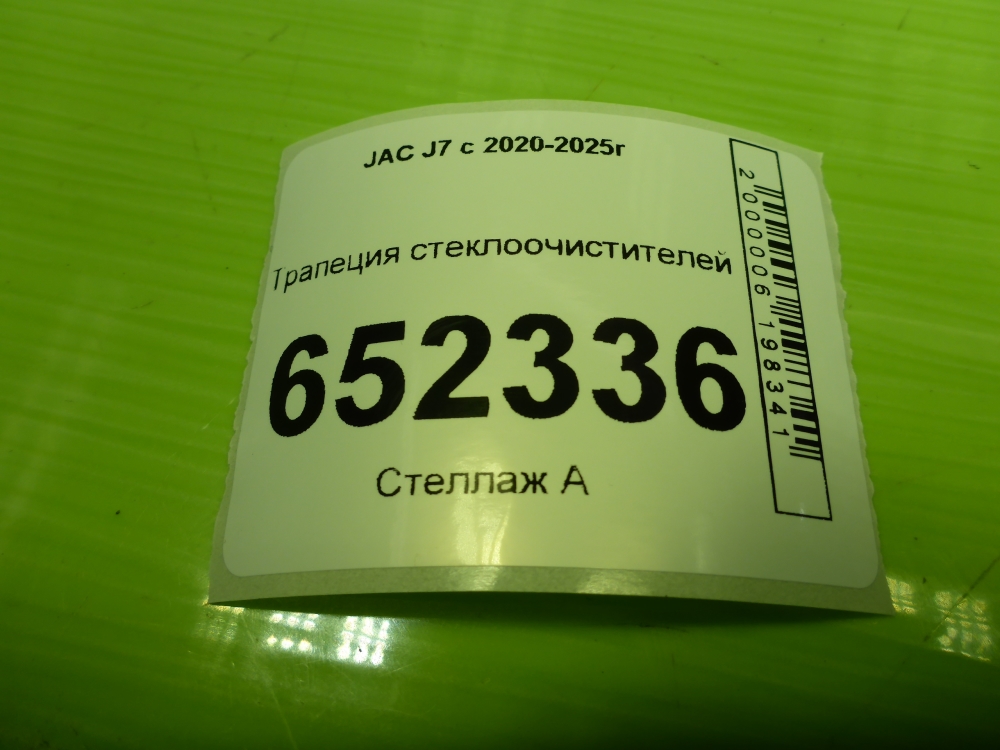 JAC J7 с 2020-2025г
Трапеция стеклоочистителей
652336
Стеллаж А
2000006198341